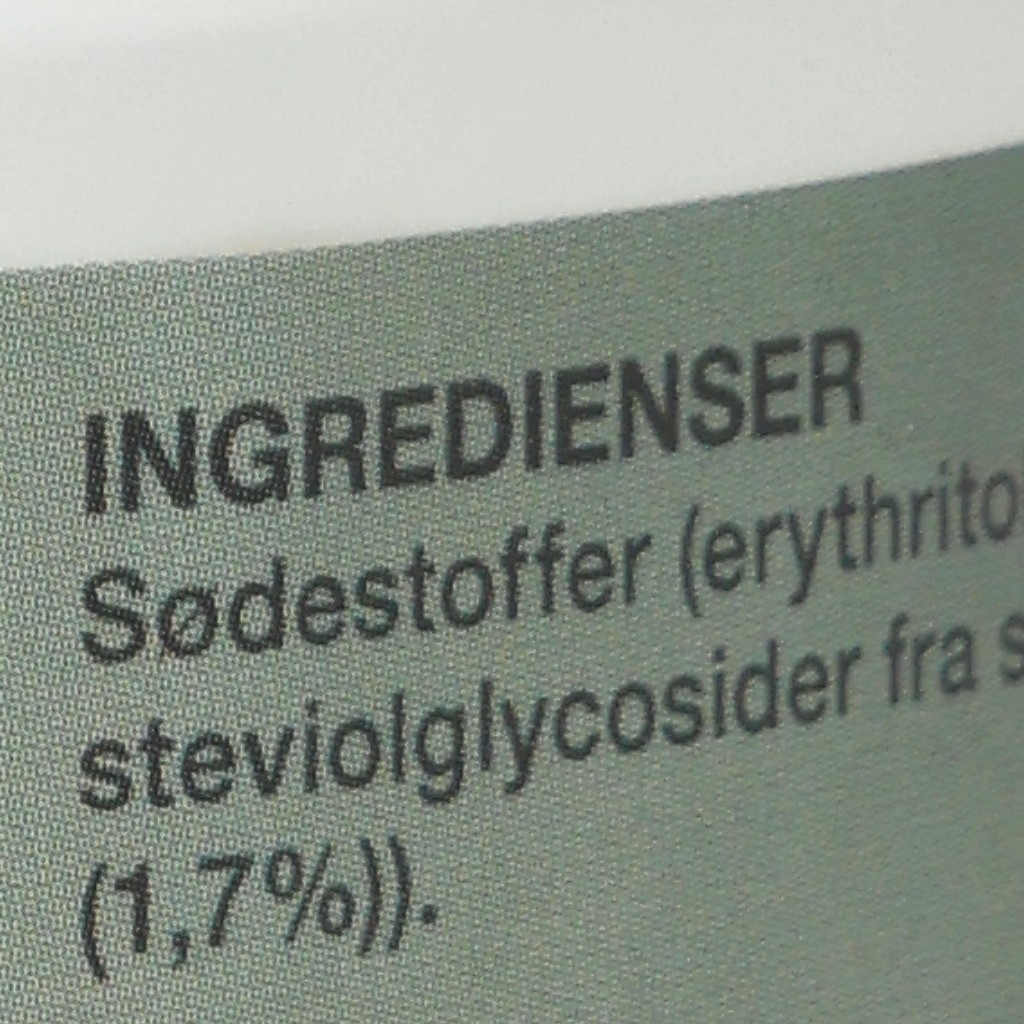 INGREDIENSER
Sødestoffer (erythrito
steviolglycosider fra s
(1,7%)).